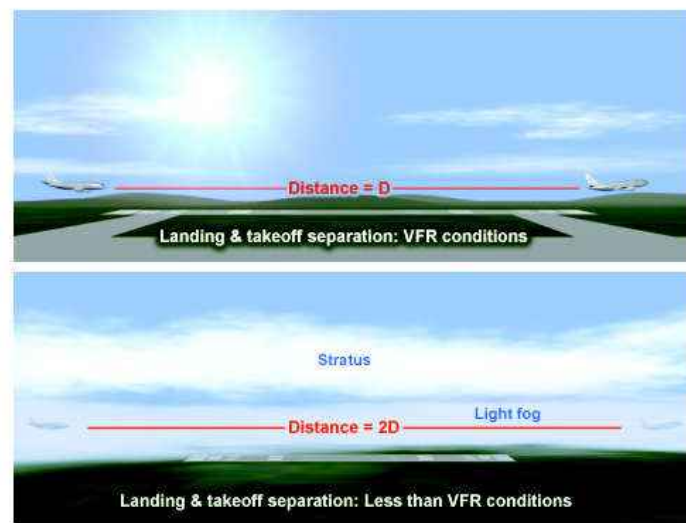 Distance = D
Landing & takeoff separation: VFR conditions
Stratus
Light fog
Distance = 2D
Landing & takeoff separation: Less than VFR conditions